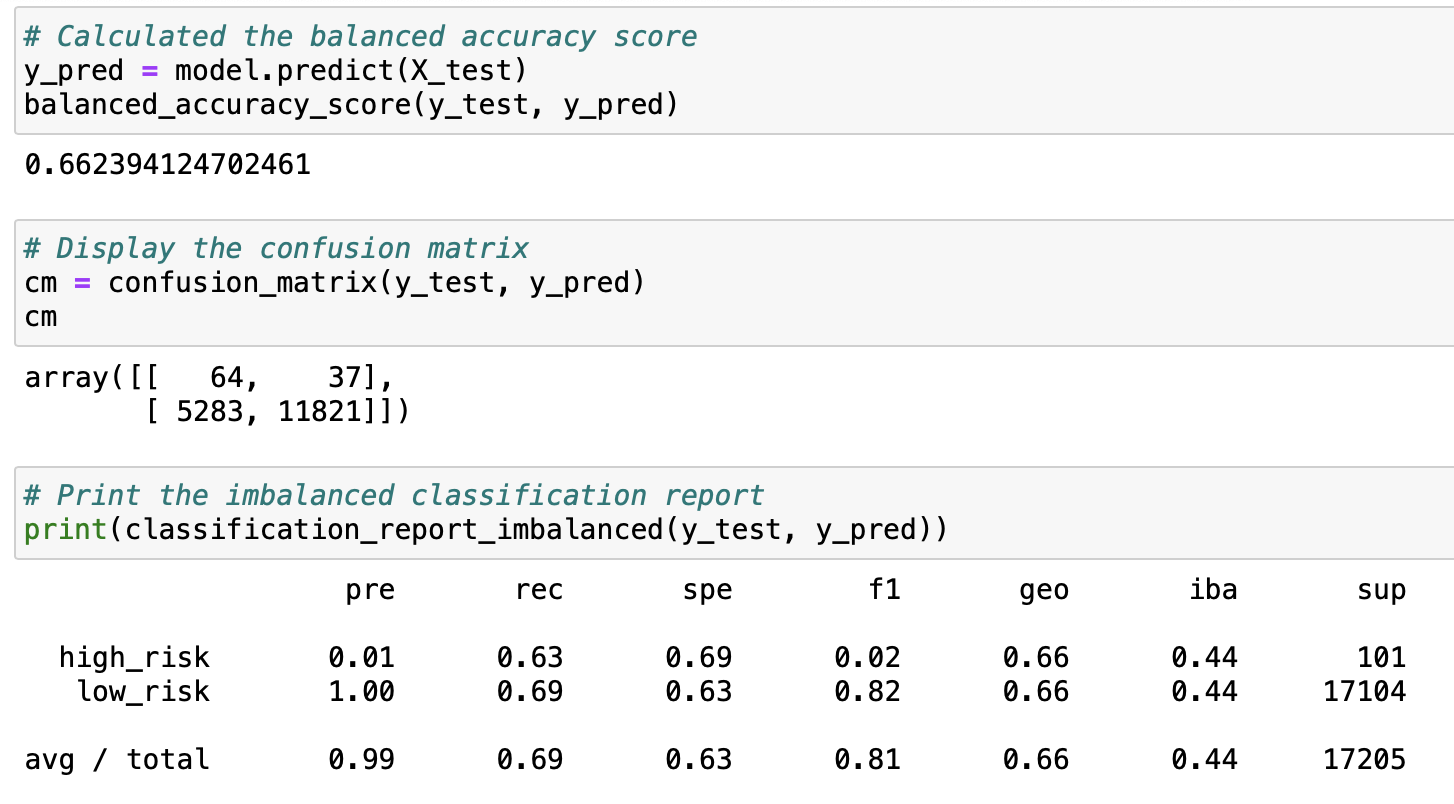 # Calculated the balanced accuracy score
y_pred = model.predict(X_test)
balanced_accuracy_score(y_test, y_pred)
0.662394124702461
# Display the confusion matrix
cm = confusion_matrix(y_test, y_pred)
cm
array([[   64,    37],
       [ 5283, 11821]])
# Print the imbalanced classification report
print(classification_report_imbalanced(y_test, y_pred))
                   pre       rec       spe        f1       geo       iba       sup
  high_risk       0.01      0.63      0.69      0.02      0.66      0.44       101
   low_risk       1.00      0.69      0.63      0.82      0.66      0.44     17104
avg / total       0.99      0.69      0.63      0.81      0.66      0.44     17205